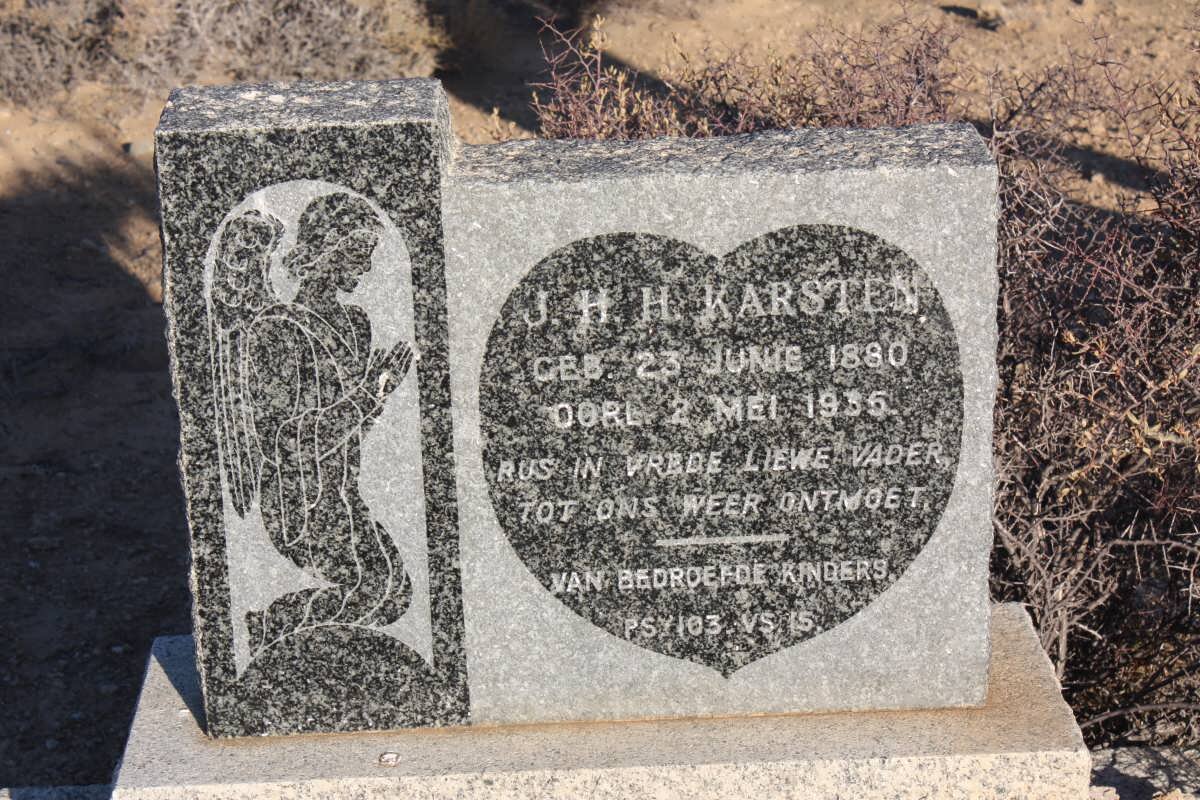 J. H. H. KARSTEN,
GEB. 23 JUNIE 1880
OORL. 2 MEI 1935.
RUS IN VREDE LIEWE VADER,
TOT ONS WEER ONTMOET.
VAN BEDROEFDE KINDERS.
PS. 103. VS. 15.